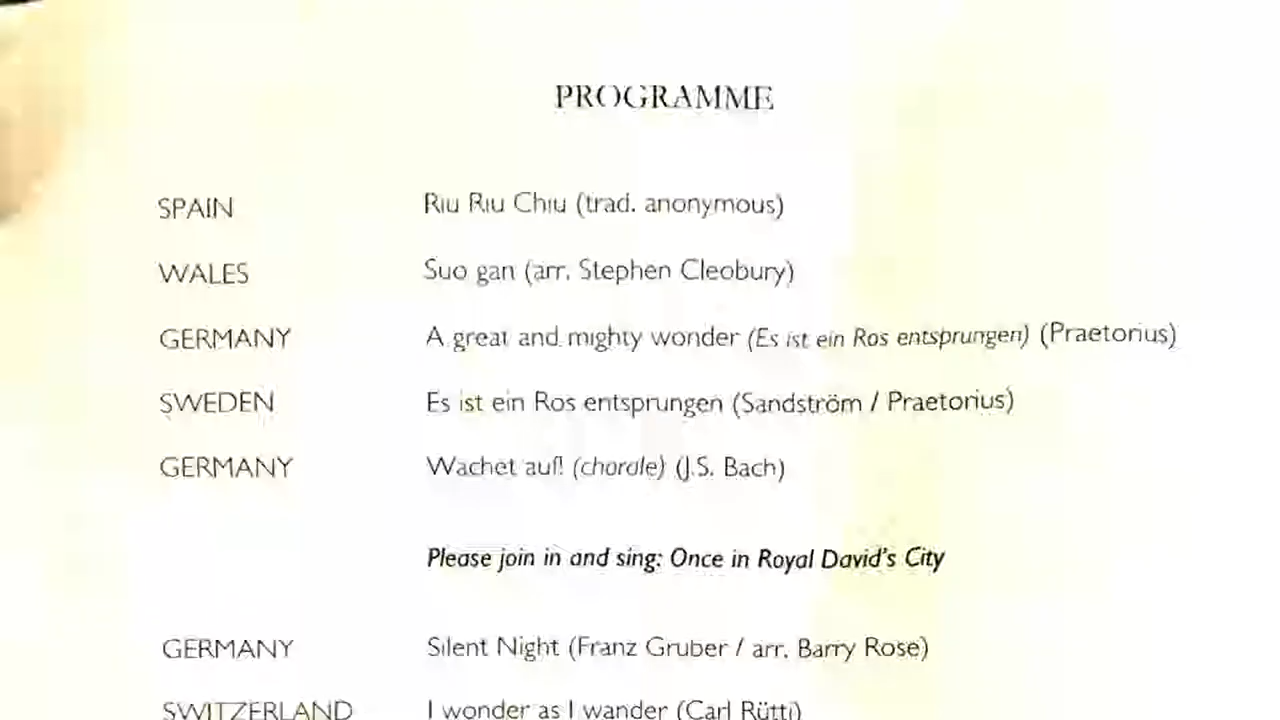 PROGRAMME
SPAIN Riu Riu Chiu (trad. anonymous)
WALES Suo gan (arr. Stephen Cleobury)
GERMANY A great and mighty wonder (Es ist ein Ros entsprungen) (Praetorius)
SWEDEN Es ist ein Ros entsprungen (Sandström / Praetorius)
GERMANY Wachet auf! (chorale) (J.S. Bach)
Please join in and sing: Once in Royal David's City
GERMANY Silent Night (Franz Gruber / arr. Barry Rose)
SWITZERLAND I wonder as I wander (Carl Rütti)